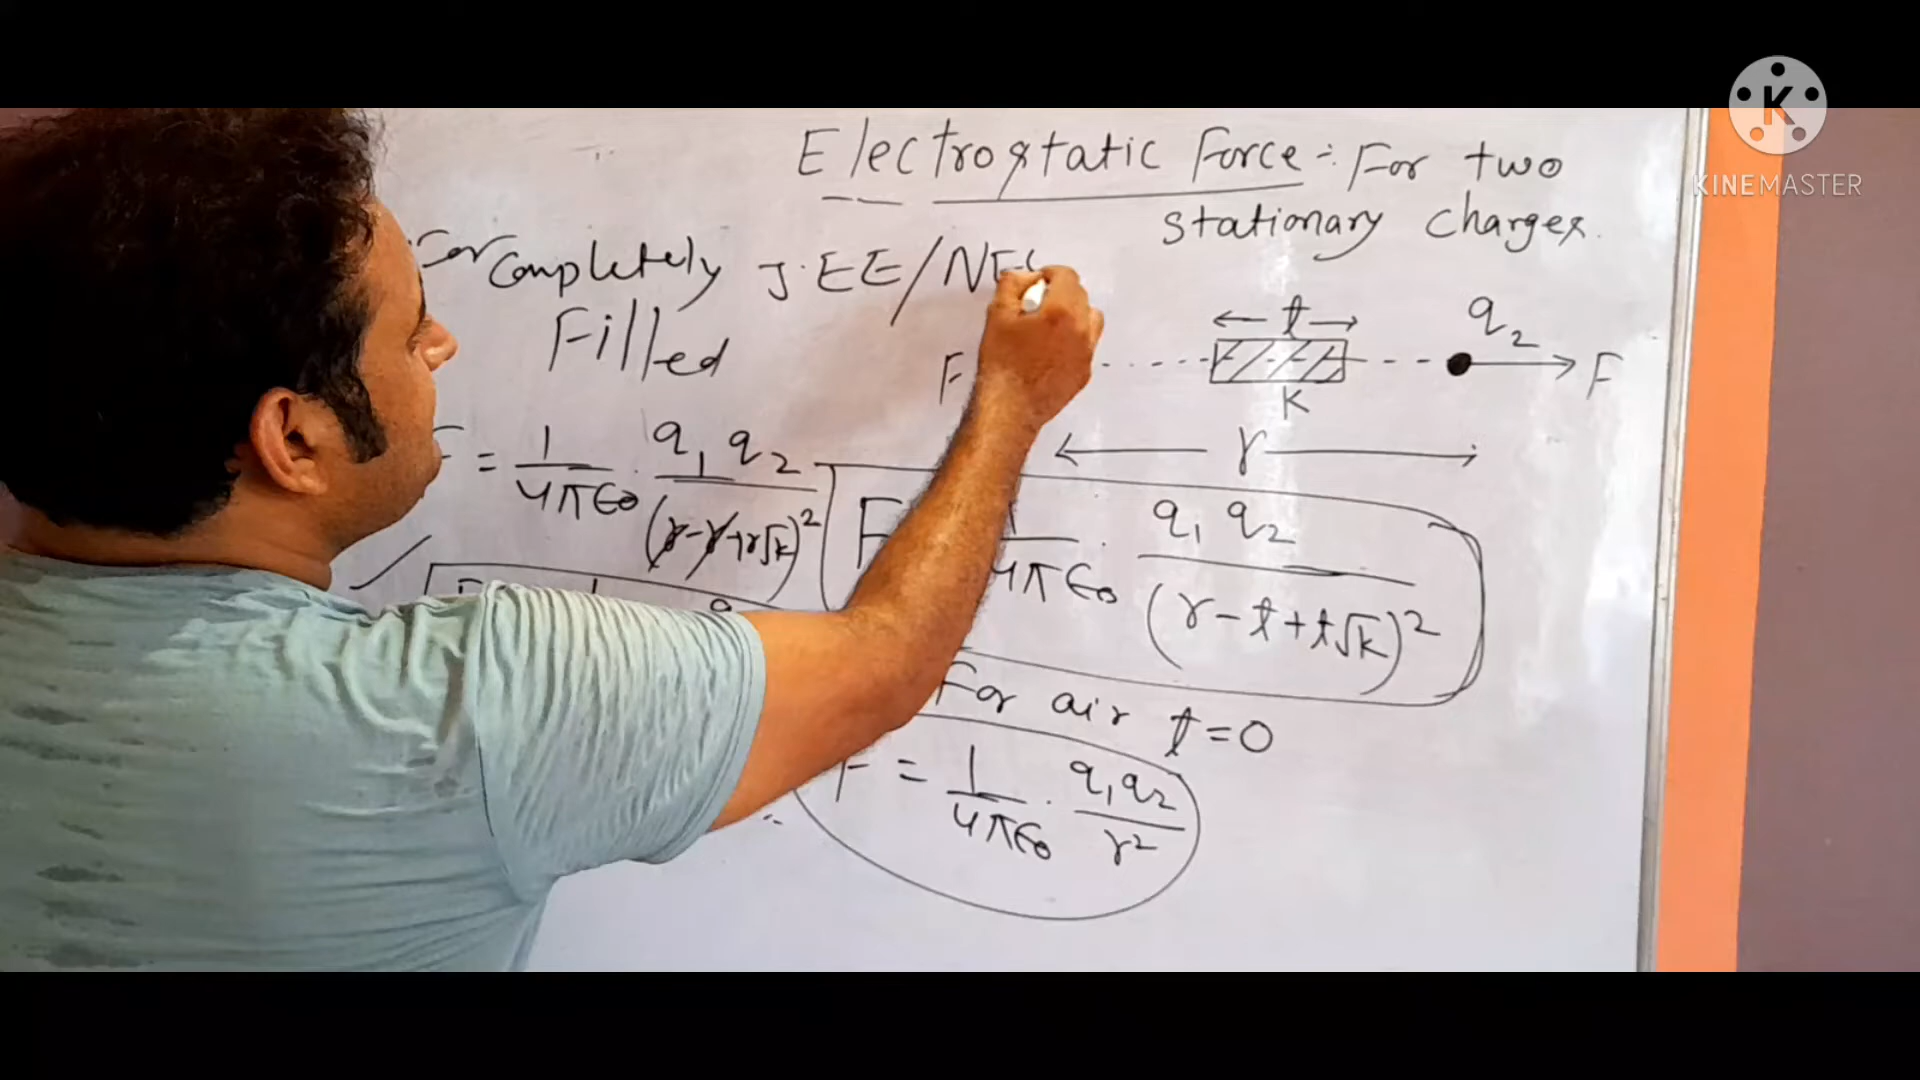 Electrostatic Force :- For two
stationary charges.
For completely
Filled
J.EE/NEE
t
q₂
F
F
K
r
F = 1/4πϵ₀ . q₁q₂/(r-r+r√k)²
F = 1/4πϵ₀ . q₁q₂/(r-t+t√k)²
For air t=0
F = 1/4πϵ₀ . q₁q₂/r²
K
KINEMASTER